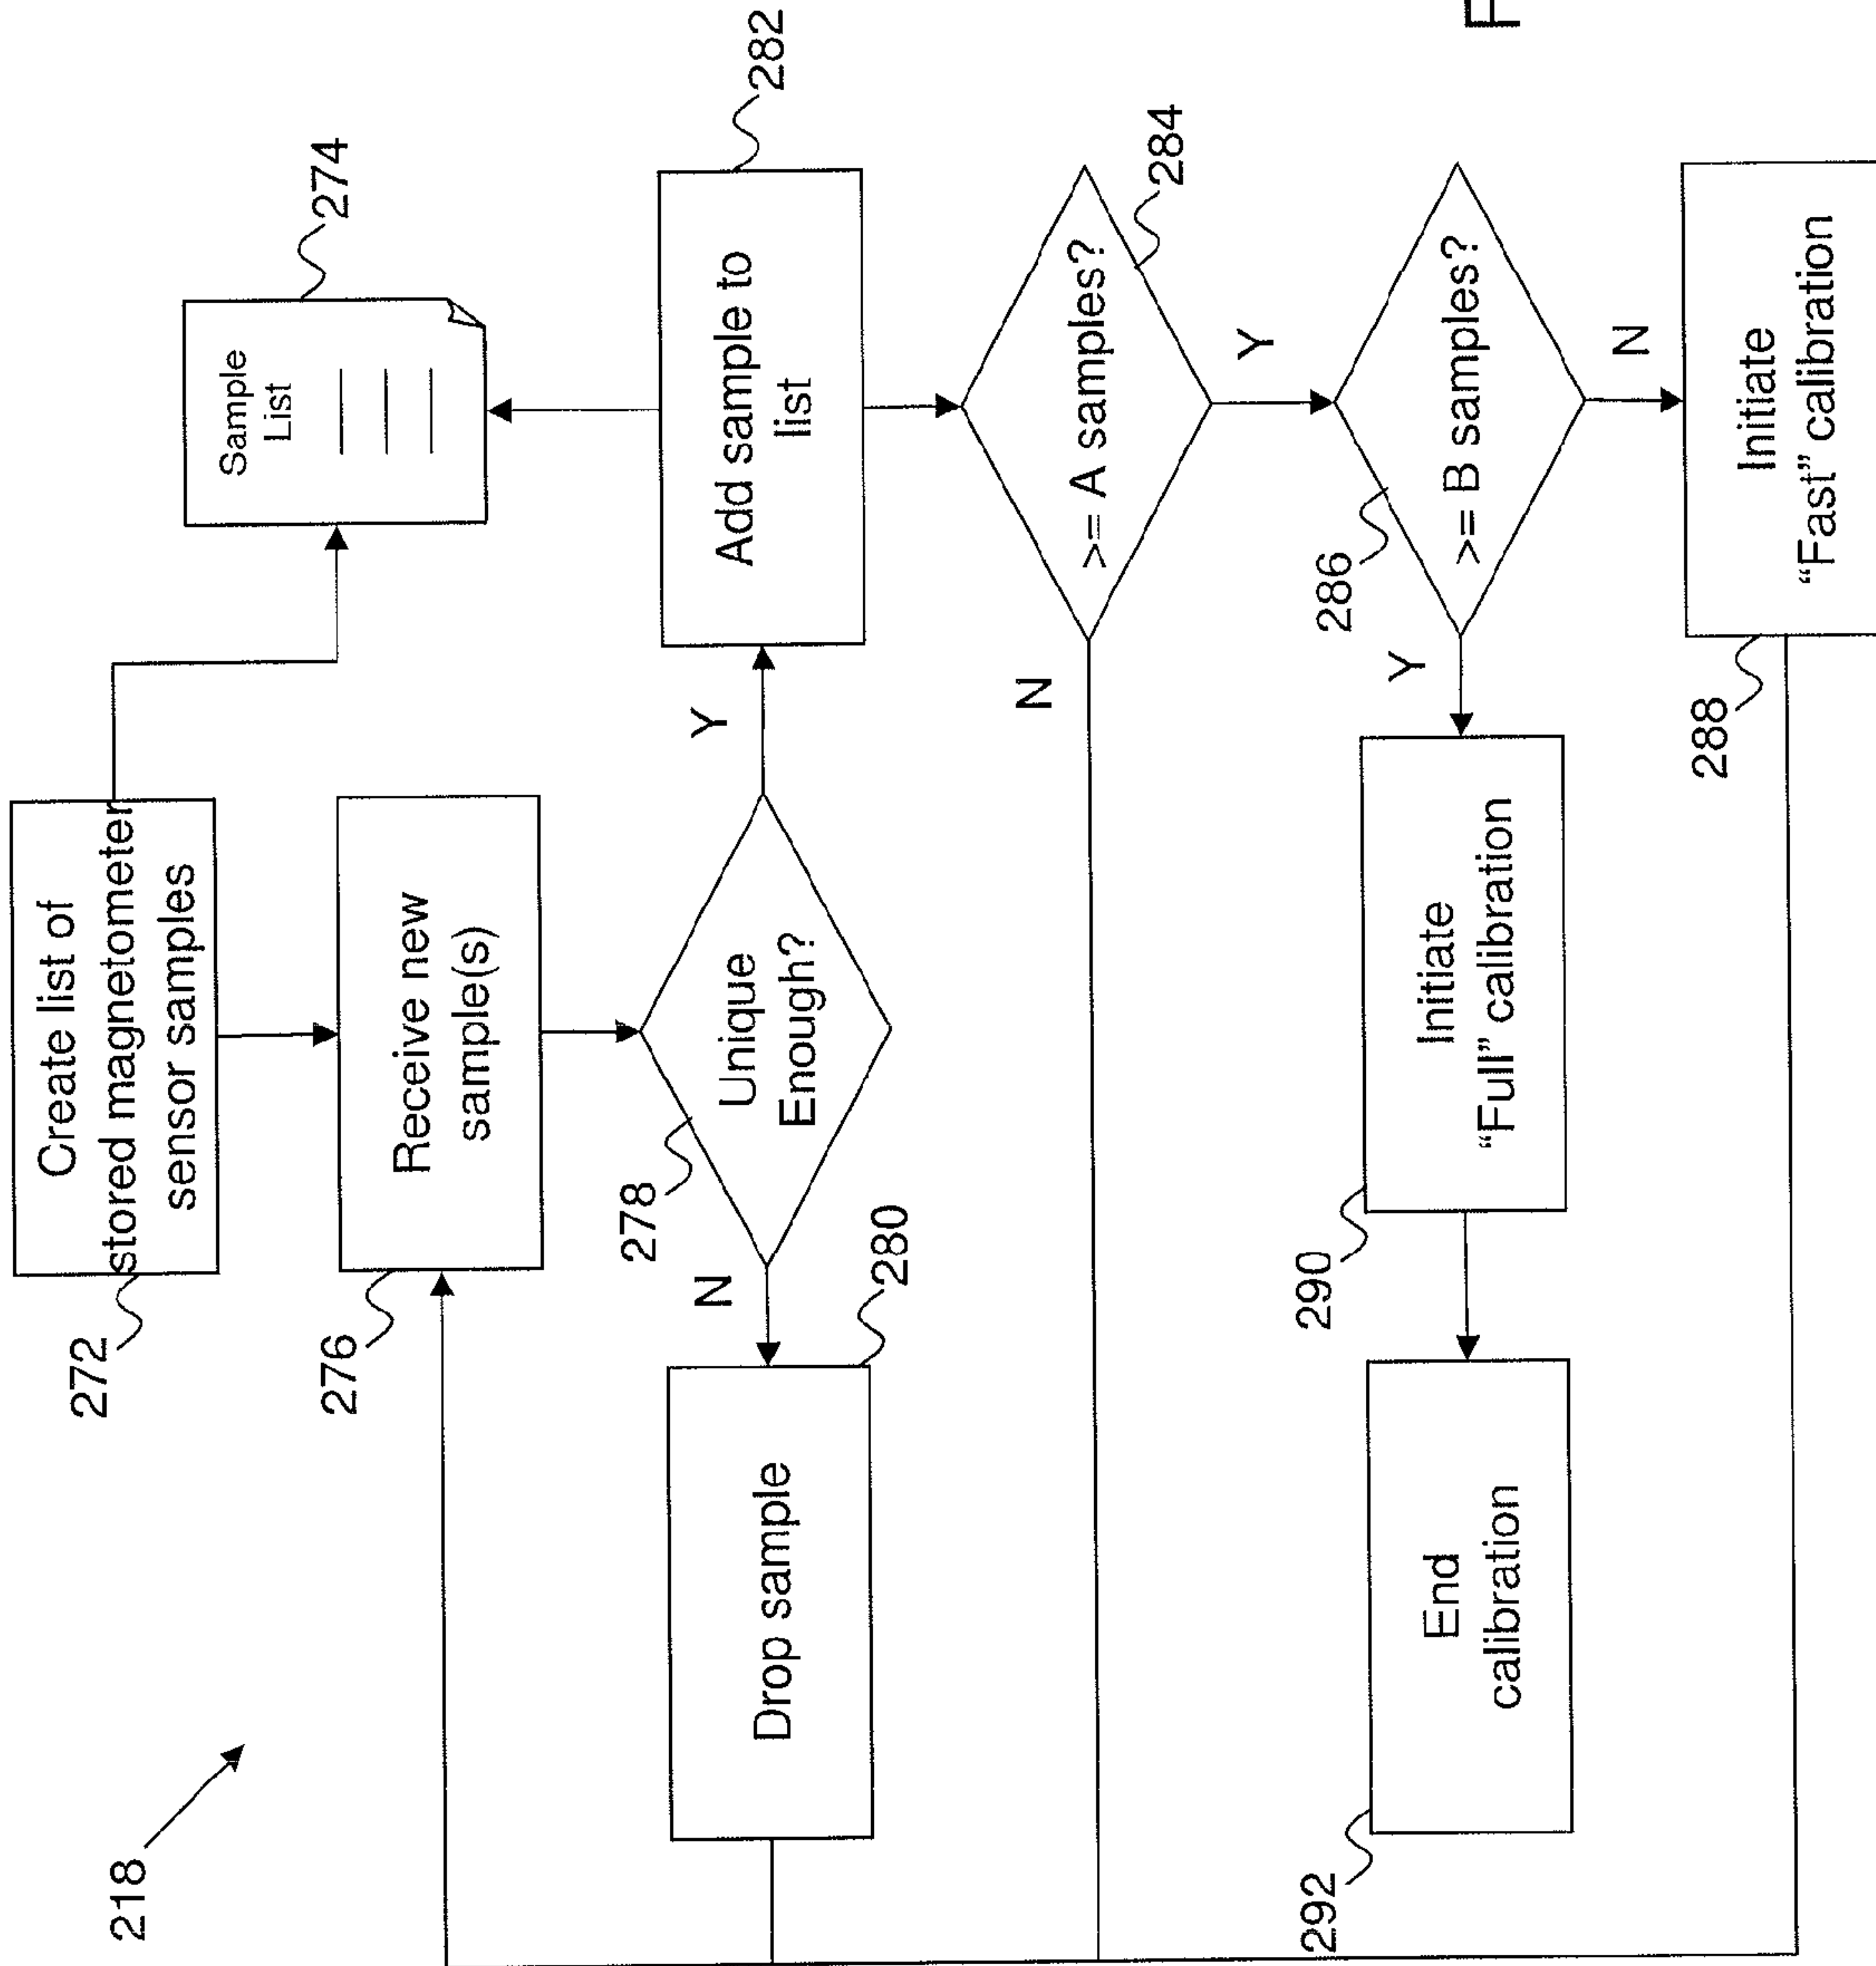 218
272
Create list of
stored magnetometer
sensor samples
Sample
List
274
276
Receive new
sample(s)
278
Unique
Enough?
N
Y
Drop sample
280
Add sample to
list
282
>= A samples?
284
N
Y
286
>= B samples?
Y
N
290
Initiate
“Full” calibration
292
End
calibration
288
Initiate
“Fast” calibration